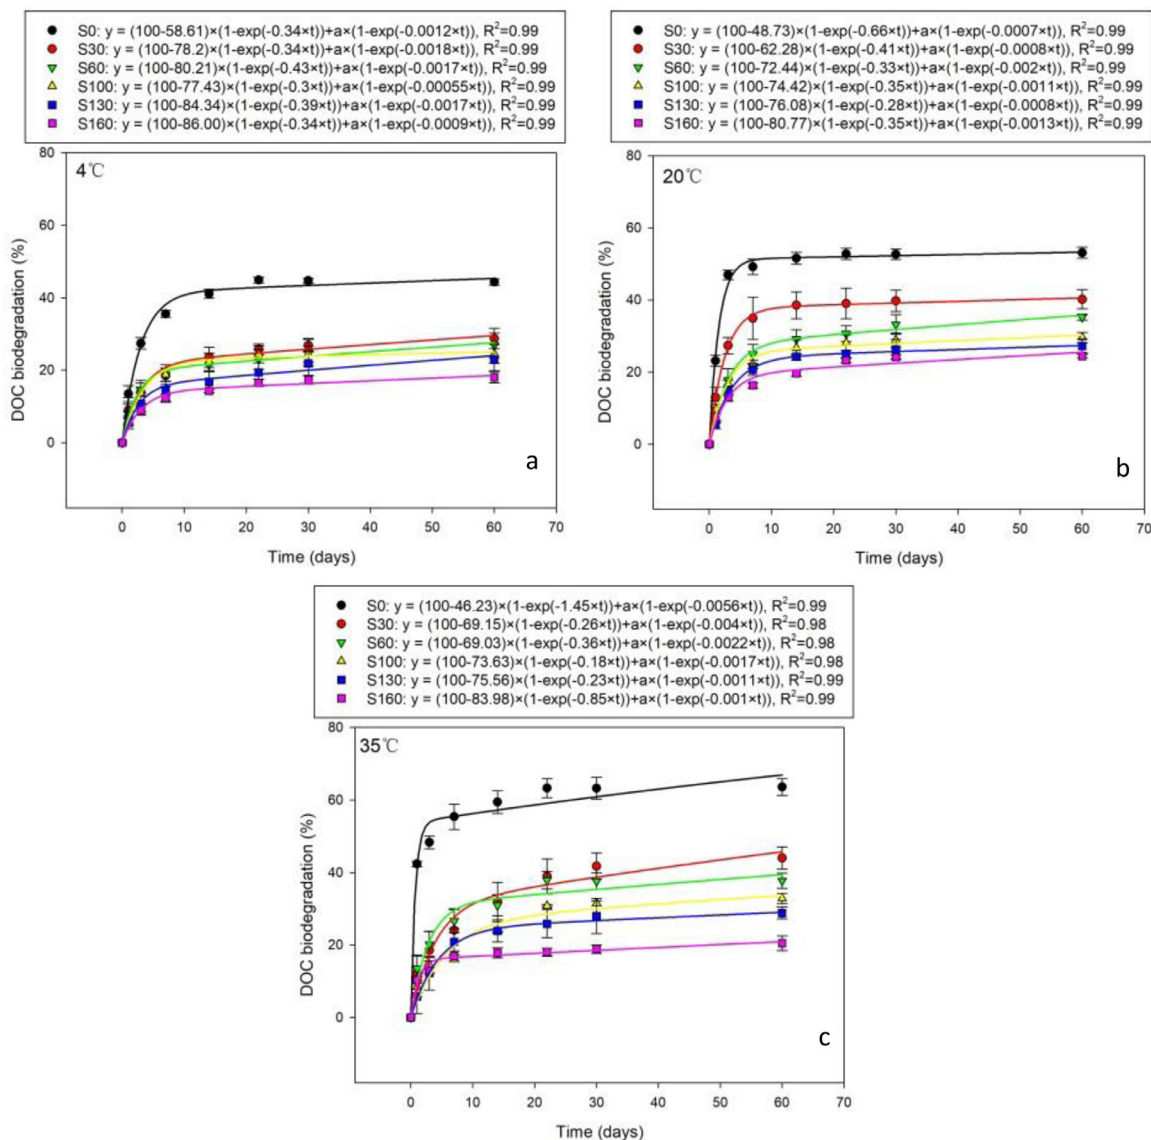 S0: y = (100-58.61)×(1-exp(-0.34×t))+a×(1-exp(-0.0012×t)), R²=0.99
S30: y = (100-78.2)×(1-exp(-0.34×t))+a×(1-exp(-0.0018×t)), R²=0.99
S60: y = (100-80.21)×(1-exp(-0.43×t))+a×(1-exp(-0.0017×t)), R²=0.99
S100: y = (100-77.43)×(1-exp(-0.3×t))+a×(1-exp(-0.00055×t)), R²=0.99
S130: y = (100-84.34)×(1-exp(-0.39×t))+a×(1-exp(-0.0017×t)), R²=0.99
S160: y = (100-86.00)×(1-exp(-0.34×t))+a×(1-exp(-0.0009×t)), R²=0.99
80
60
40
20
0
DOC biodegradation (%)
4℃
a
0 10 20 30 40 50 60 70
Time (days)
S0: y = (100-48.73)×(1-exp(-0.66×t))+a×(1-exp(-0.0007×t)), R²=0.99
S30: y = (100-62.28)×(1-exp(-0.41×t))+a×(1-exp(-0.0008×t)), R²=0.99
S60: y = (100-72.44)×(1-exp(-0.33×t))+a×(1-exp(-0.002×t)), R²=0.99
S100: y = (100-74.42)×(1-exp(-0.35×t))+a×(1-exp(-0.0011×t)), R²=0.99
S130: y = (100-76.08)×(1-exp(-0.28×t))+a×(1-exp(-0.0008×t)), R²=0.99
S160: y = (100-80.77)×(1-exp(-0.35×t))+a×(1-exp(-0.0013×t)), R²=0.99
80
60
40
20
0
DOC biodegradation (%)
20℃
b
0 10 20 30 40 50 60 70
Time (days)
S0: y = (100-46.23)×(1-exp(-1.45×t))+a×(1-exp(-0.0056×t)), R²=0.99
S30: y = (100-69.15)×(1-exp(-0.26×t))+a×(1-exp(-0.004×t)), R²=0.98
S60: y = (100-69.03)×(1-exp(-0.36×t))+a×(1-exp(-0.0022×t)), R²=0.98
S100: y = (100-73.63)×(1-exp(-0.18×t))+a×(1-exp(-0.0017×t)), R²=0.98
S130: y = (100-75.56)×(1-exp(-0.23×t))+a×(1-exp(-0.0011×t)), R²=0.99
S160: y = (100-83.98)×(1-exp(-0.85×t))+a×(1-exp(-0.001×t)), R²=0.99
80
60
40
20
0
DOC biodegradation (%)
35℃
c
0 10 20 30 40 50 60 70
Time (days)